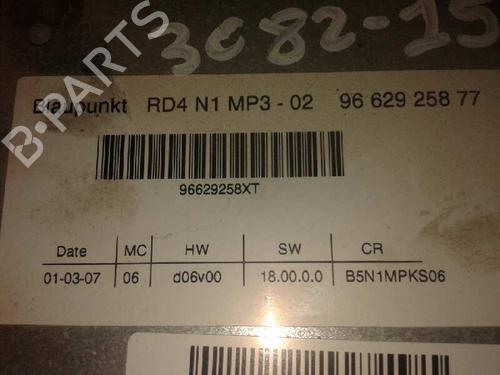 B-PARTS
3C82-15
Blaupunkt RD4 N1 MP3 - 02 96 629 258 77
96629258XT
Date MC HW SW CR
01-03-07 06 d06v00 18.00.0.0 B5N1MPKS06